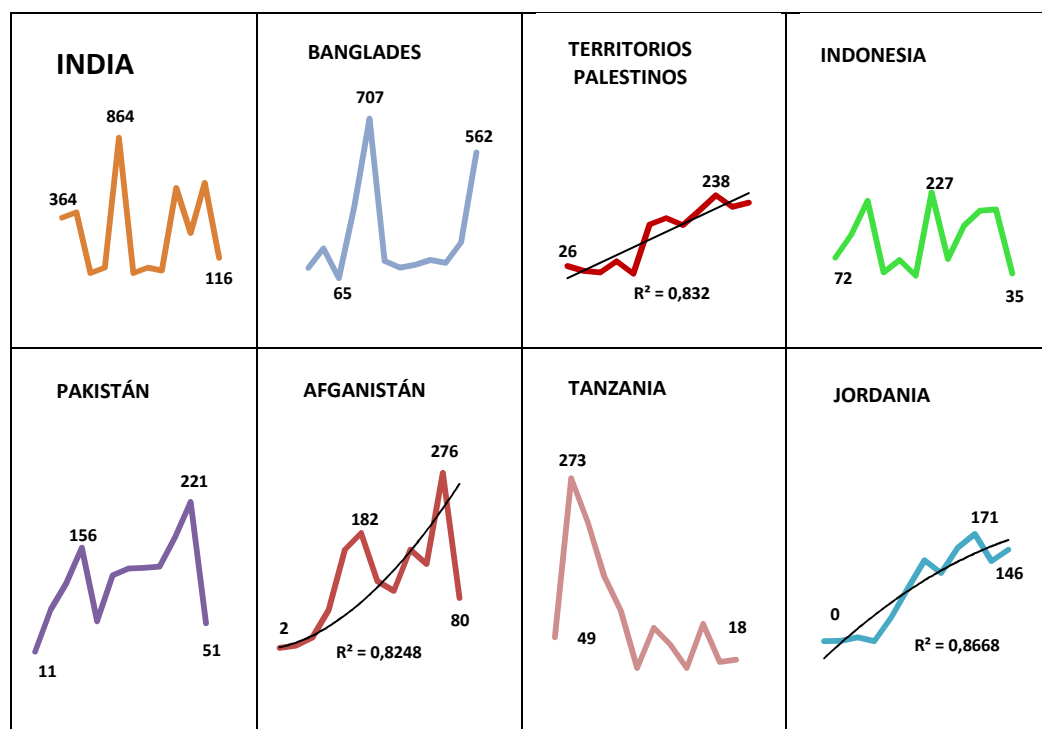 INDIA
864
364
116
BANGLADES
707
562
65
TERRITORIOS
PALESTINOS
238
26
R² = 0,832
INDONESIA
227
72
35
PAKISTÁN
221
156
51
11
AFGANISTÁN
276
182
2
80
R² = 0,8248
TANZANIA
273
49
18
JORDANIA
171
146
0
R² = 0,8668